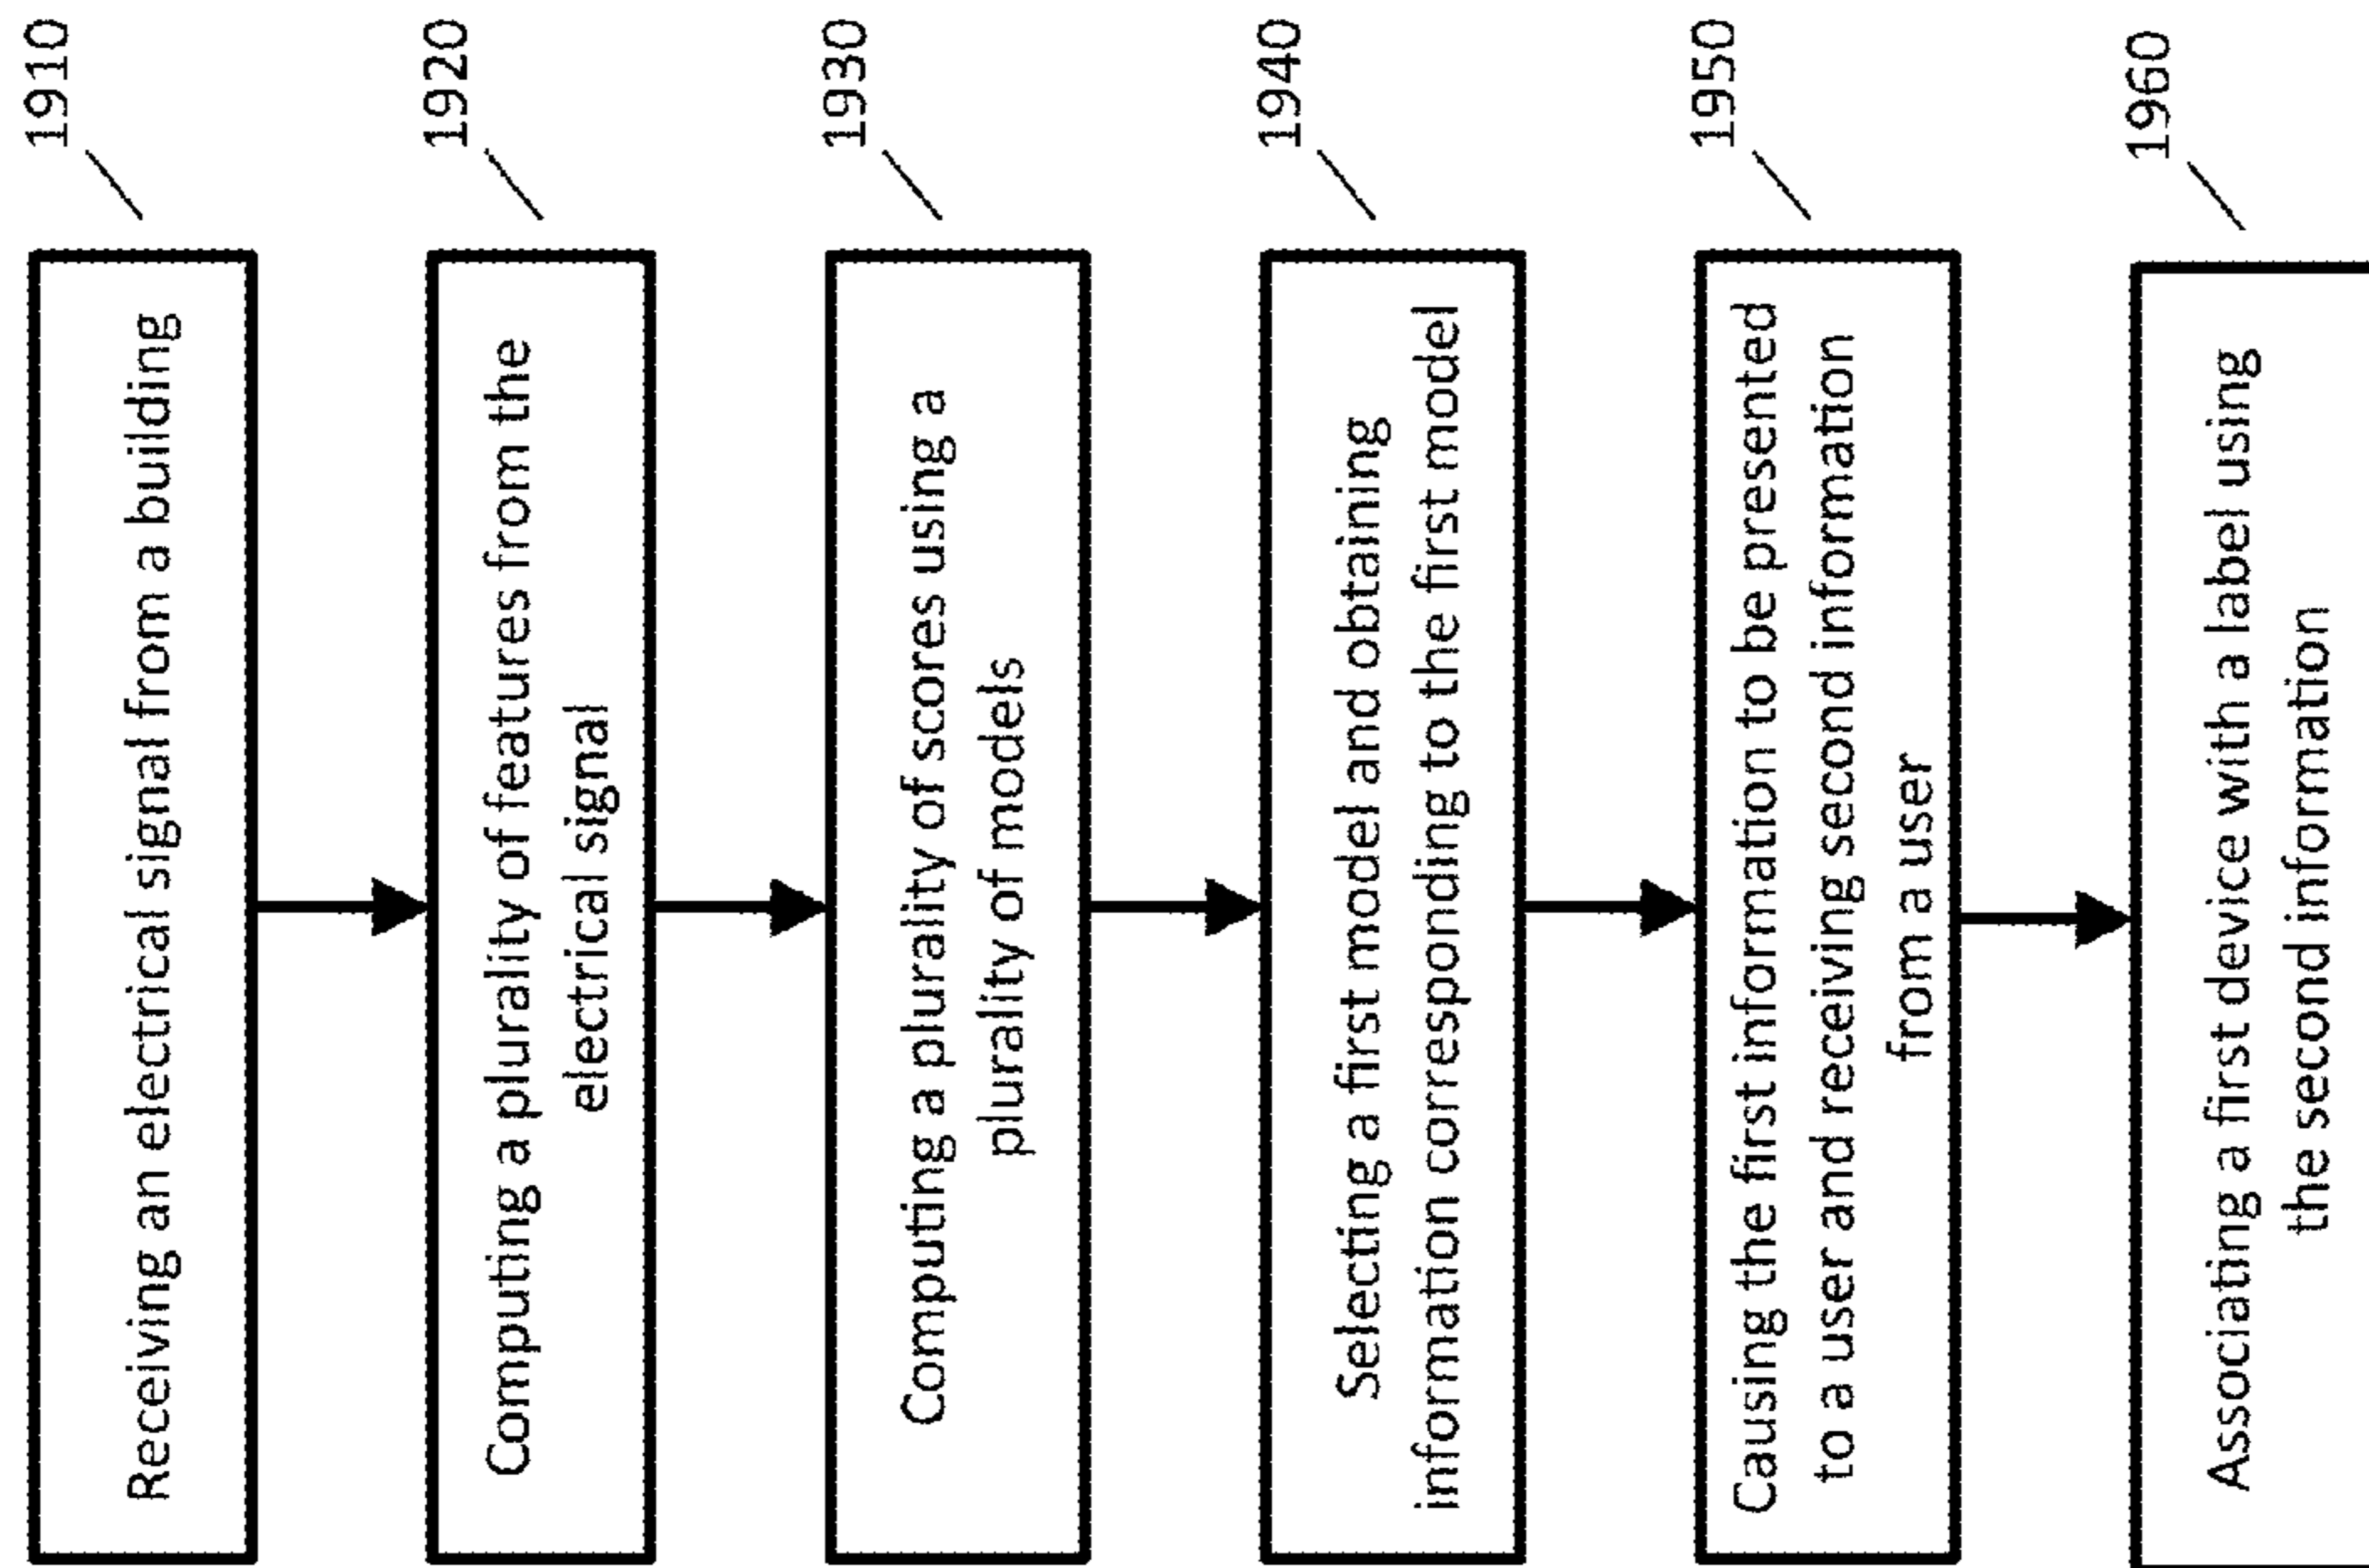 1910
Receiving an electrical signal from a building
1920
Computing a plurality of features from the
electrical signal
1930
Computing a plurality of scores using a
plurality of models
1940
Selecting a first model and obtaining
information corresponding to the first model
1950
Causing the first information to be presented
to a user and receiving second information
from a user
1960
Associating a first device with a label using
the second information